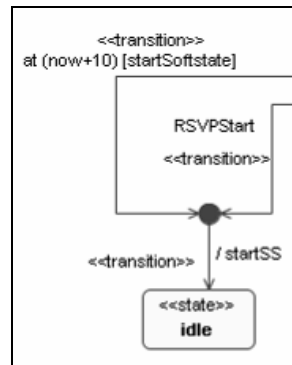 <<transition>>
at (now+10) [startSoftstate]
RSVPStart
<<transition>>
/ startSS
<<transition>>
<<state>>
idle